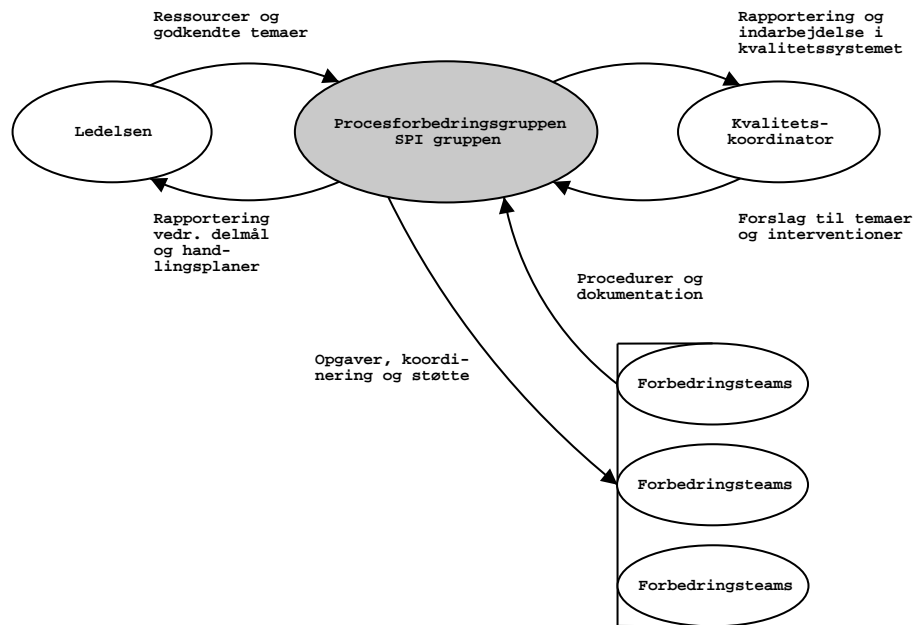 Ressourcer og
godkendte temaer
Rapportering og
indarbejdelse i
kvalitetssystemet
Ledelsen
Procesforbedringsgruppen
SPI gruppen
Kvalitets-
koordinator
Rapportering
vedr. delmål
og hand-
lingsplaner
Forslag til temaer
og interventioner
Procedurer og
dokumentation
Opgaver, koordi-
nering og støtte
Forbedringsteams
Forbedringsteams
Forbedringsteams